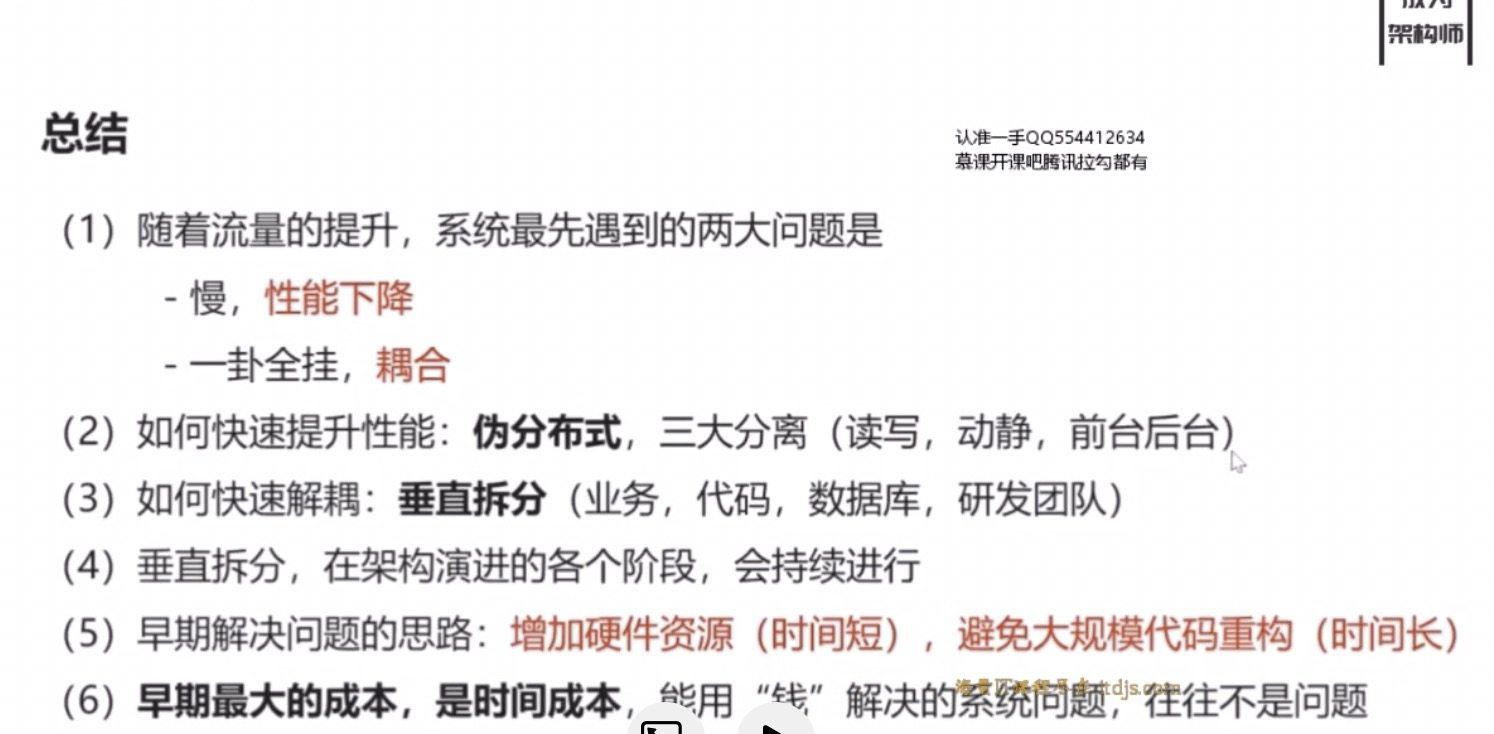 架构师
总结
认准一手QQ554412634
慕课开课吧腾讯拉勾都有
（1）随着流量的提升，系统最先遇到的两大问题是
- 慢，性能下降
- 一卦全挂，耦合
（2）如何快速提升性能：伪分布式，三大分离（读写，动静，前台后台）
（3）如何快速解耦：垂直拆分（业务，代码，数据库，研发团队）
（4）垂直拆分，在架构演进的各个阶段，会持续进行
（5）早期解决问题的思路：增加硬件资源（时间短），避免大规模代码重构（时间长）
（6）早期最大的成本，是时间成本，能用“钱”解决的系统问题，往往不是问题